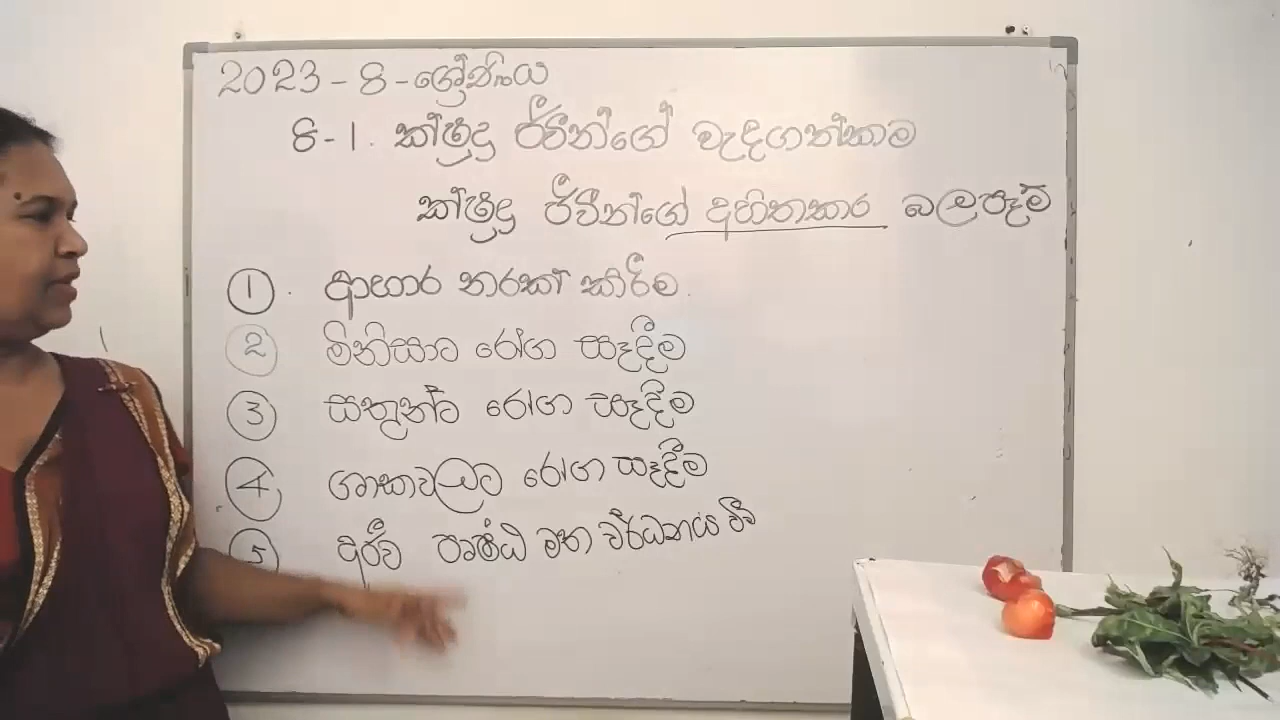 2023 - 8 - ශ්‍රේණිය
8-1. ක්ෂුද්‍ර ජීවීන්ගේ වැදගත්කම
ක්ෂුද්‍ර ජීවීන්ගේ අහිතකර බලපෑම්
① ආහාර නරක් කිරීම.
② මිනිසාට රෝග සෑදීම
③ සතුන්ට රෝග සෑදීම
④ ශාකවලට රෝග සෑදීම
⑤ අජීව පෘෂ්ඨ මත වර්ධනය වී